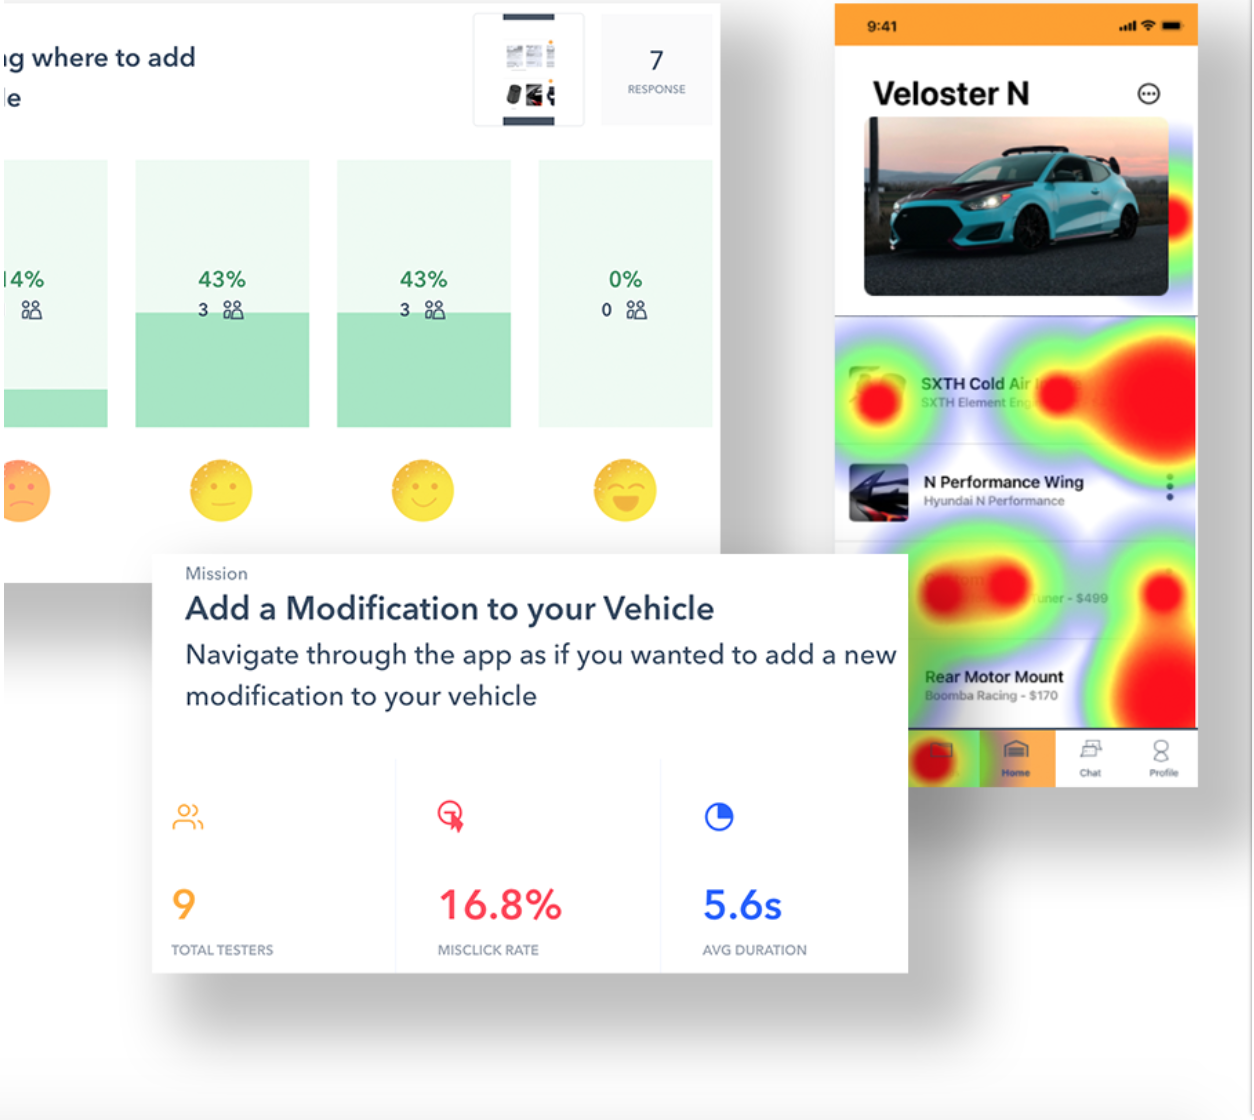 ng where to add
le
7
RESPONSE
14%
43%
3
43%
3
0%
0
9:41
Veloster N
SXTH Cold Air
SXTH Element Eng
N Performance Wing
Hyundai N Performance
Tuner - $499
Rear Motor Mount
Boomba Racing - $170
Home
Chat
Profile
Mission
Add a Modification to your Vehicle
Navigate through the app as if you wanted to add a new
modification to your vehicle
9
TOTAL TESTERS
16.8%
MISCLICK RATE
5.6s
AVG DURATION